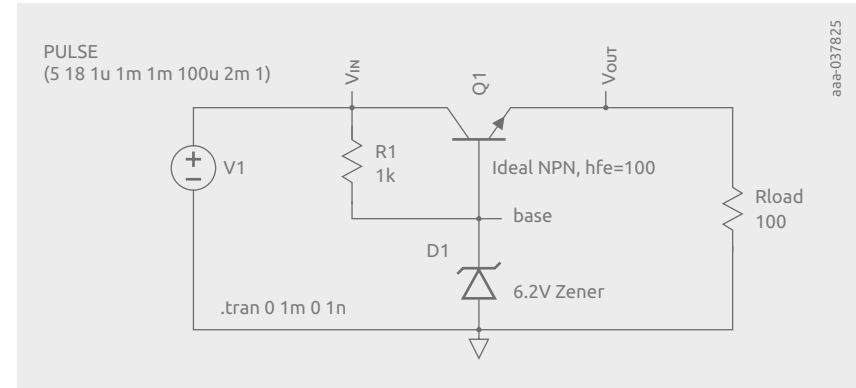 PULSE
(5 18 1u 1m 1m 100u 2m 1)
VIN
Q1
VOUT
aaa-037825
V1
R1
1k
Ideal NPN, hfe=100
Rload
100
base
D1
6.2V Zener
.tran 0 1m 0 1n